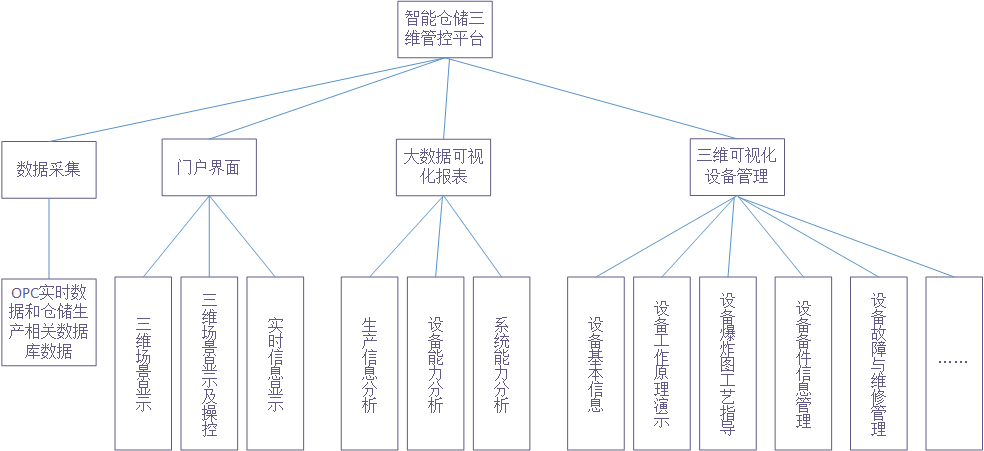 智能仓储三
维管控平台
数据采集
门户界面
大数据可视
化报表
三维可视化
设备管理
OPC实时数
据和仓储生
产相关数据
库数据
三维场景显示
三维场景显示及操控
实时信息显示
生产信息分析
设备能力分析
系统能力分析
设备基本信息
设备工作原理演示
设备爆炸图工艺指导
设备备件信息管理
设备故障与维修管理
……